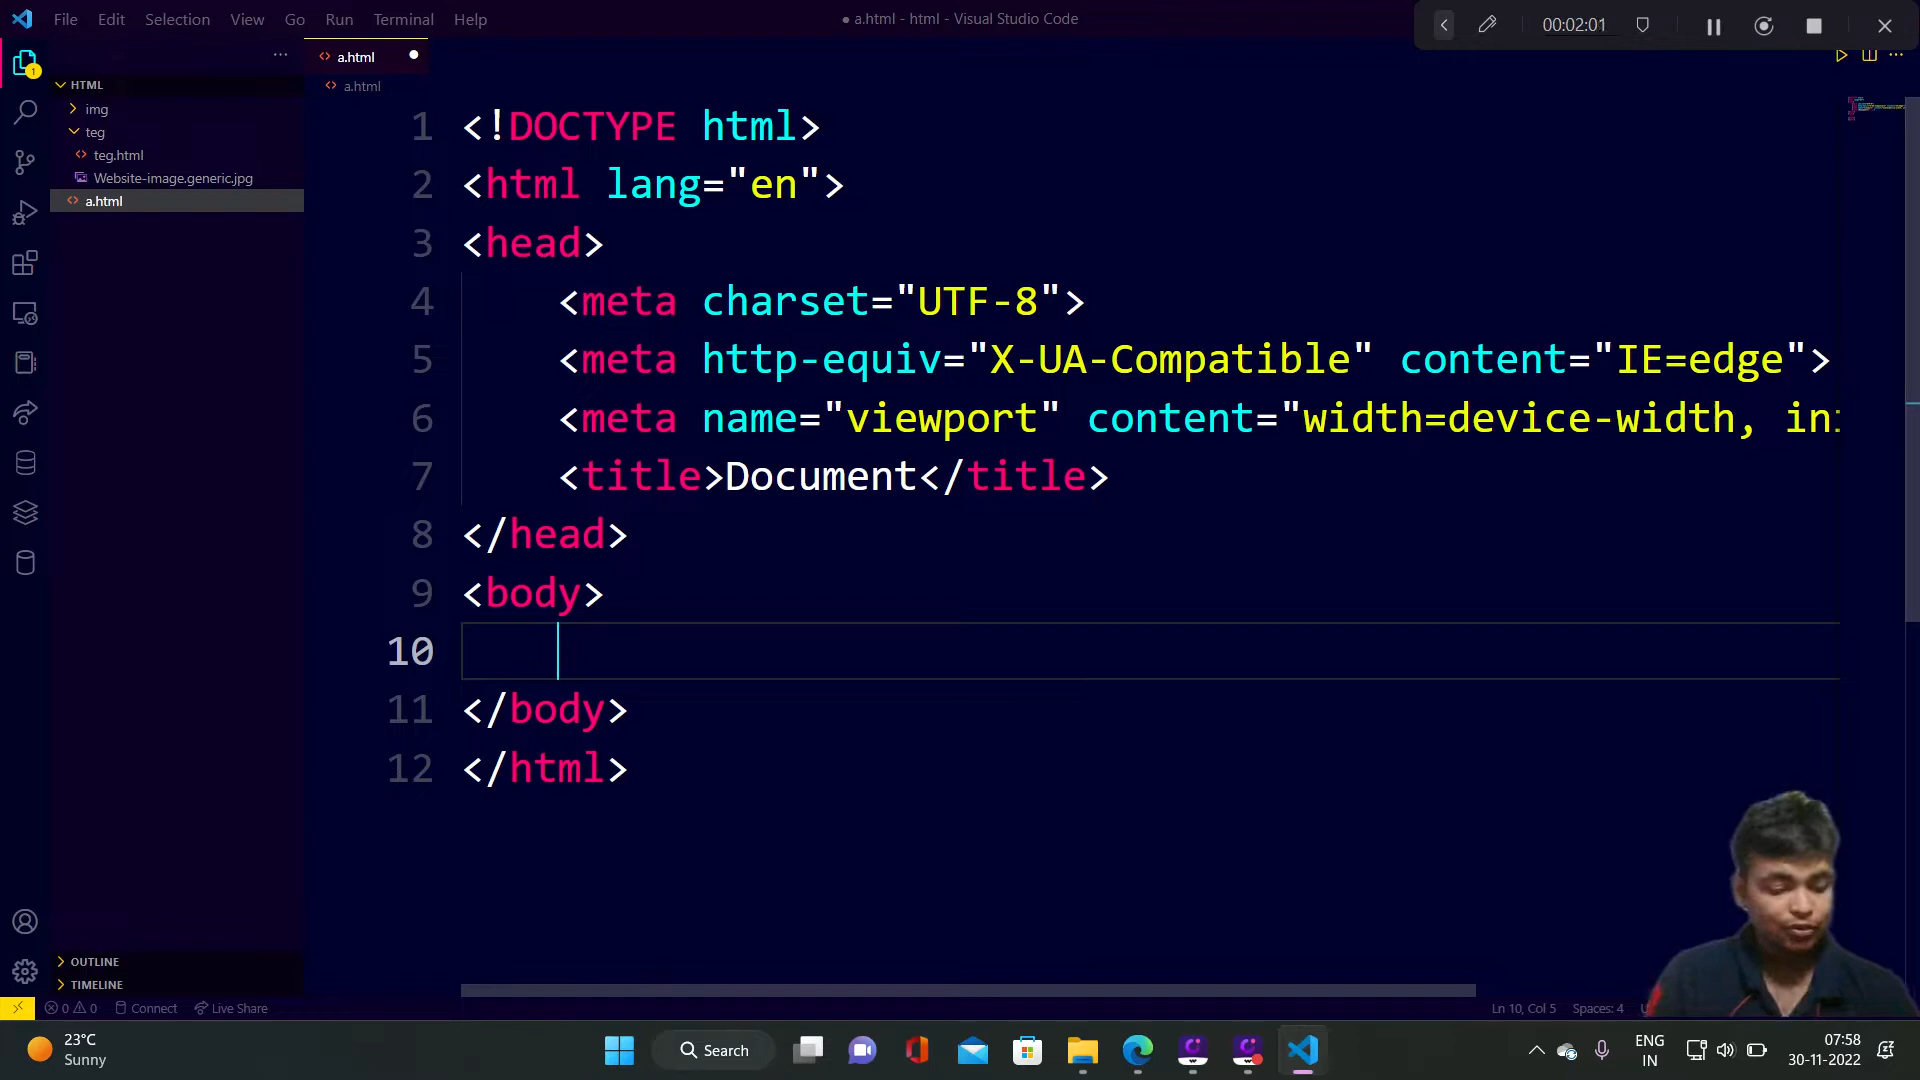 File Edit Selection View Go Run Terminal Help
● a.html - html - Visual Studio Code
00:02:01
a.html
a.html
HTML
img
teg
teg.html
Website-image.generic.jpg
a.html
1 <!DOCTYPE html>
2 <html lang="en">
3 <head>
4 <meta charset="UTF-8">
5 <meta http-equiv="X-UA-Compatible" content="IE=edge">
6 <meta name="viewport" content="width=device-width,
7 <title>Document</title>
8 </head>
9 <body>
10
11 </body>
12 </html>
OUTLINE
TIMELINE
1
0 0 Connect Live Share
Ln 10, Col 5 Spaces: 4
23°C
Sunny
Search
ENG
IN
07:58
30-11-2022